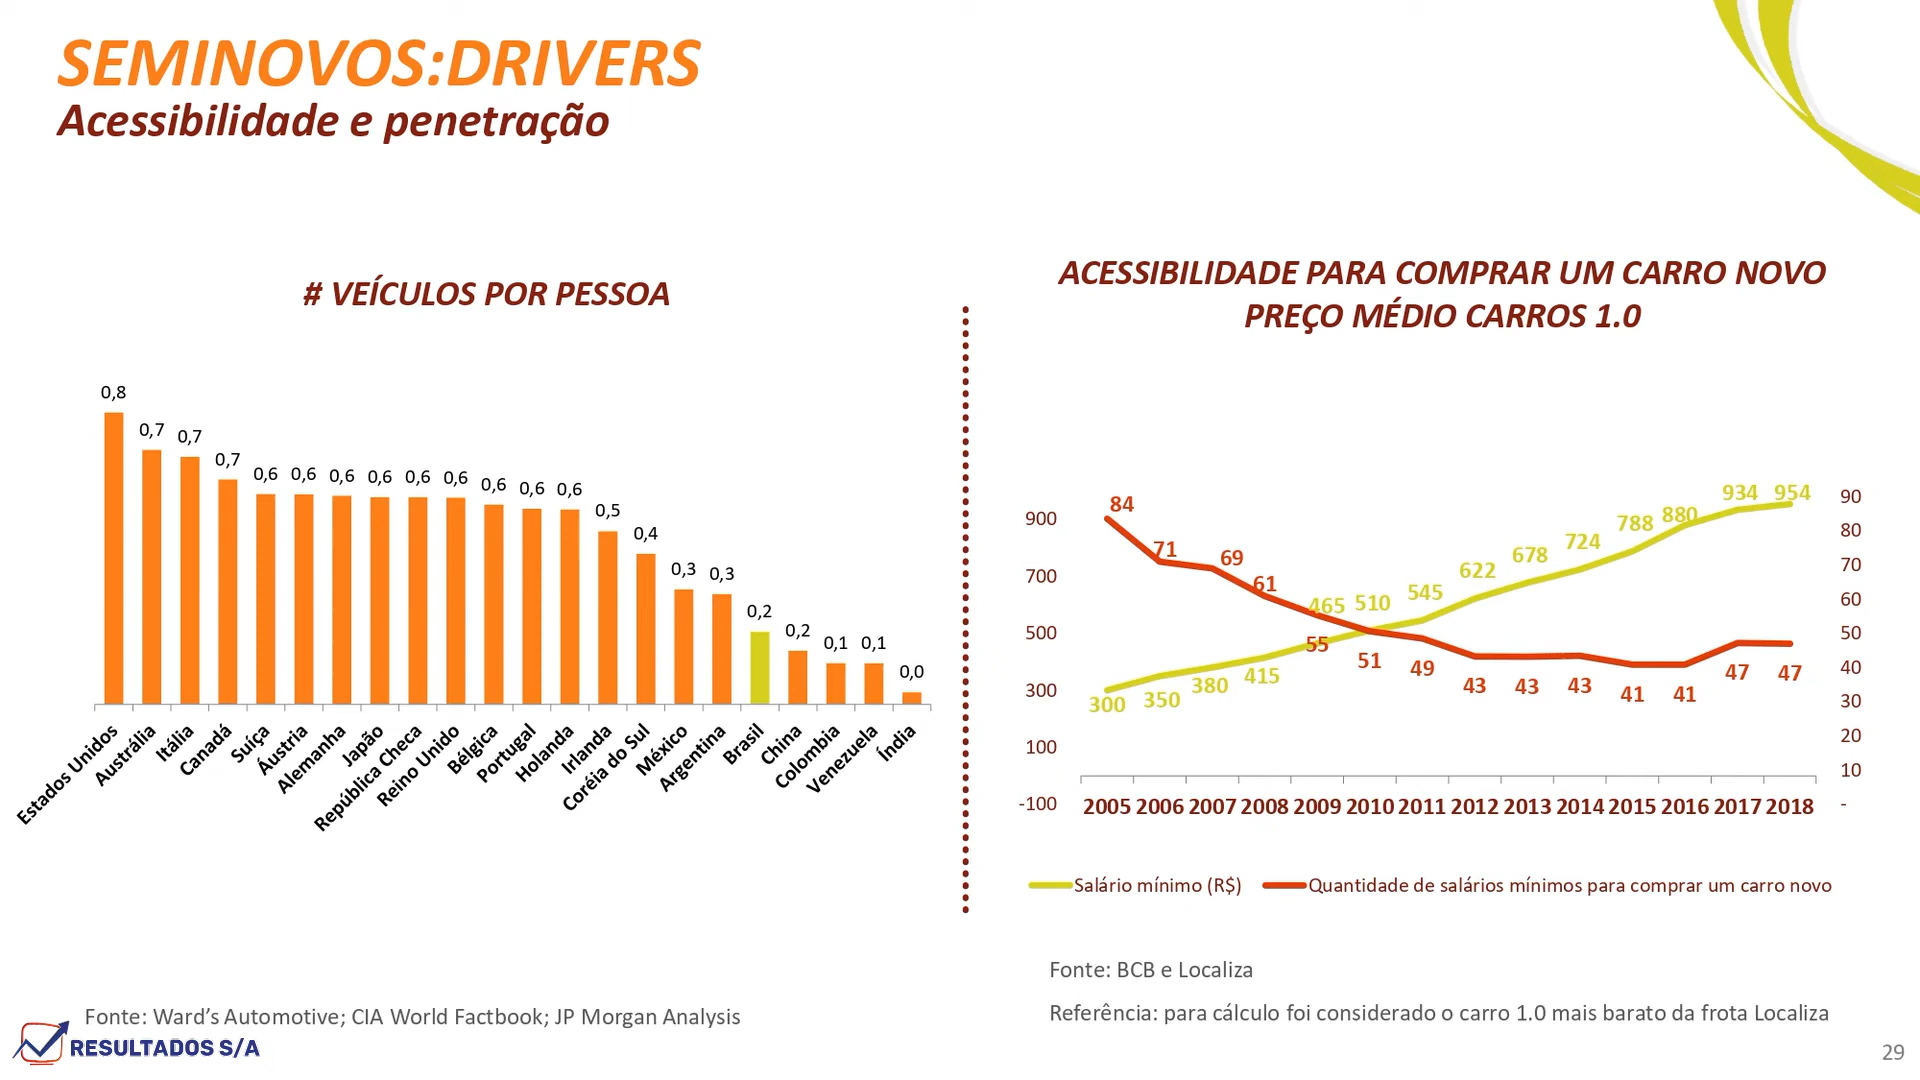 SEMINOVOS:DRIVERS
Acessibilidade e penetração
# VEÍCULOS POR PESSOA
0,8
0,7
0,7
0,7
0,6
0,6
0,6
0,6
0,6
0,6
0,6
0,6
0,6
0,5
0,4
0,3
0,3
0,2
0,2
0,1
0,1
0,0
Estados Unidos
Austrália
Itália
Canadá
Suíça
Áustria
Alemanha
Japão
República Checa
Reino Unido
Bélgica
Portugal
Holanda
Irlanda
Coréia do Sul
México
Argentina
Brasil
China
Colombia
Venezuela
Índia
Fonte: Ward’s Automotive; CIA World Factbook; JP Morgan Analysis
RESULTADOS S/A
ACESSIBILIDADE PARA COMPRAR UM CARRO NOVO
PREÇO MÉDIO CARROS 1.0
900
700
500
300
100
-100
84
71
69
61
55
51
49
43
43
43
41
41
47
47
300
350
380
415
465
510
545
622
678
724
788
880
934
954
90
80
70
60
50
40
30
20
10
-
2005 2006 2007 2008 2009 2010 2011 2012 2013 2014 2015 2016 2017 2018
Salário mínimo (R$)
Quantidade de salários mínimos para comprar um carro novo
Fonte: BCB e Localiza
Referência: para cálculo foi considerado o carro 1.0 mais barato da frota Localiza
29